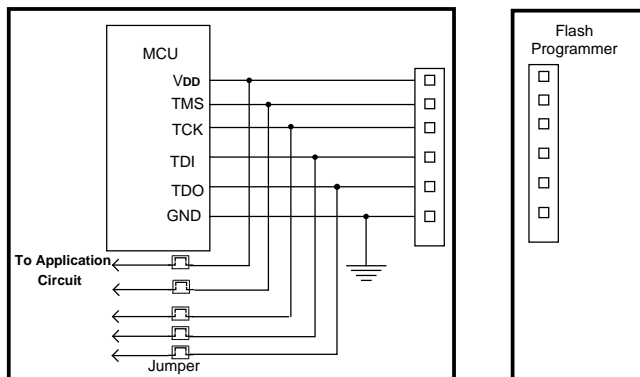 MCU
VDD
TMS
TCK
TDI
TDO
GND
To Application
Circuit
Jumper
Flash
Programmer